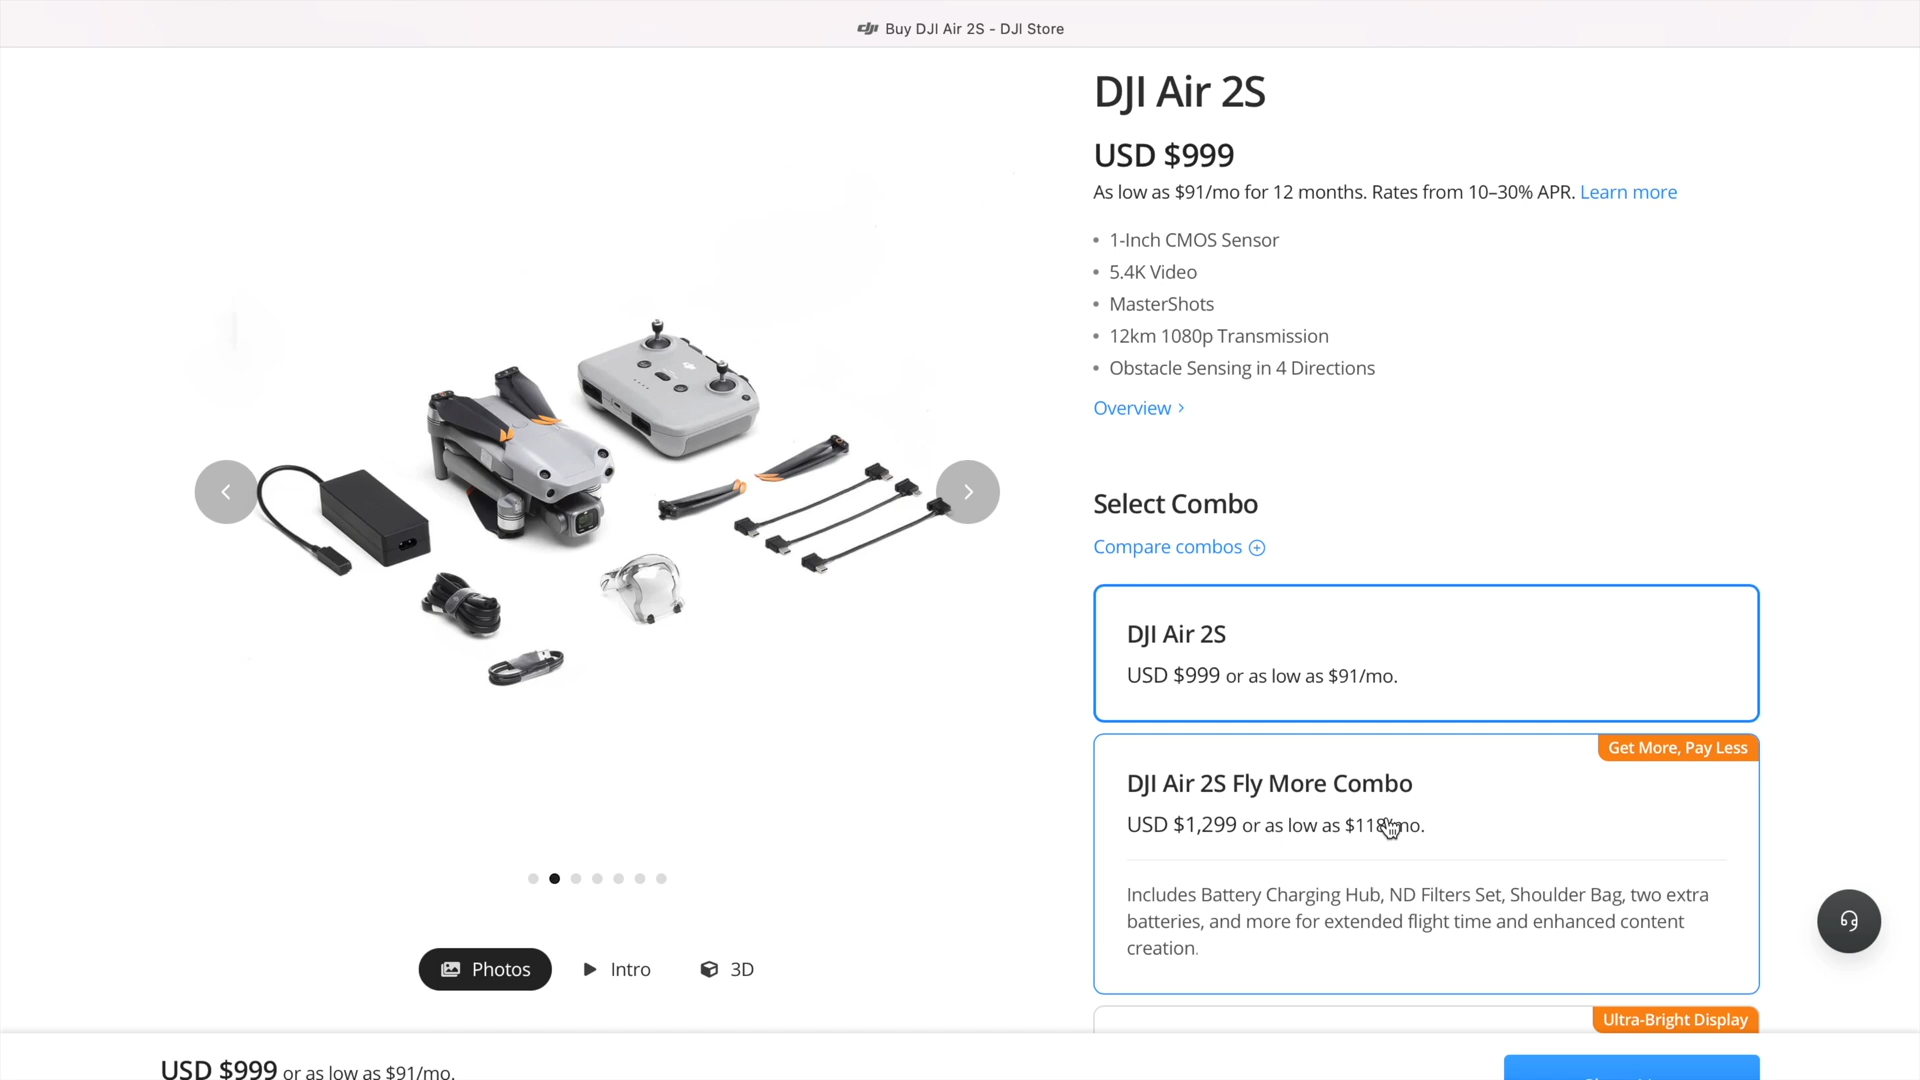 dji Buy DJI Air 2S - DJI Store
DJI Air 2S
USD $999
As low as $91/mo for 12 months. Rates from 10–30% APR. Learn more
• 1-Inch CMOS Sensor
• 5.4K Video
• MasterShots
• 12km 1080p Transmission
• Obstacle Sensing in 4 Directions
Overview >
Select Combo
Compare combos
DJI Air 2S
USD $999 or as low as $91/mo.
Get More, Pay Less
DJI Air 2S Fly More Combo
USD $1,299 or as low as
Includes Battery Charging Hub, ND Filters Set, Shoulder Bag, two extra
batteries, and more for extended flight time and enhanced content
creation.
Ultra-Bright Display
Photos
Intro
3D
USD $999 or as low as $91/mo.